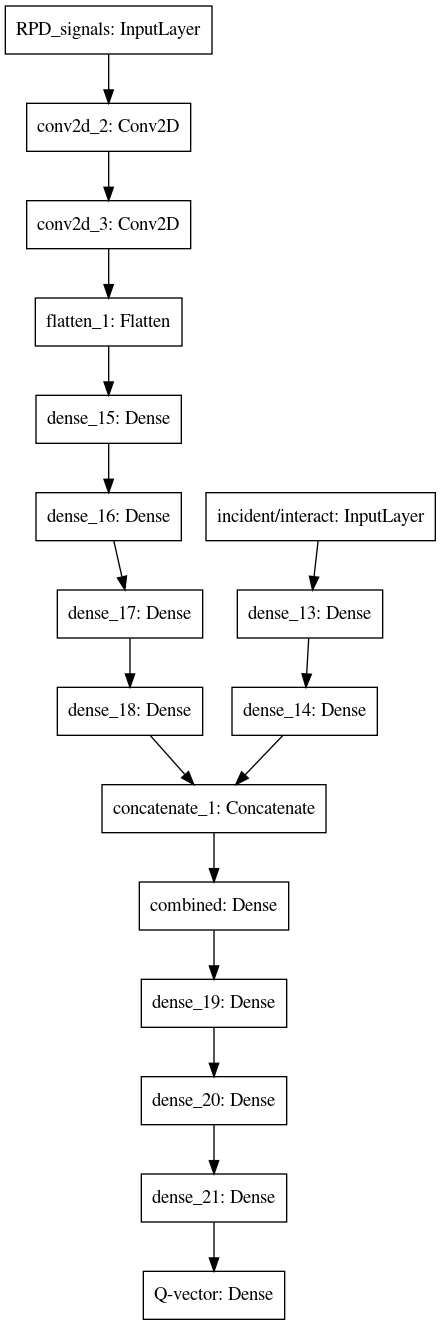 RPD_signals: InputLayer
conv2d_2: Conv2D
conv2d_3: Conv2D
flatten_1: Flatten
dense_15: Dense
dense_16: Dense
incident/interact: InputLayer
dense_17: Dense
dense_13: Dense
dense_18: Dense
dense_14: Dense
concatenate_1: Concatenate
combined: Dense
dense_19: Dense
dense_20: Dense
dense_21: Dense
Q-vector: Dense